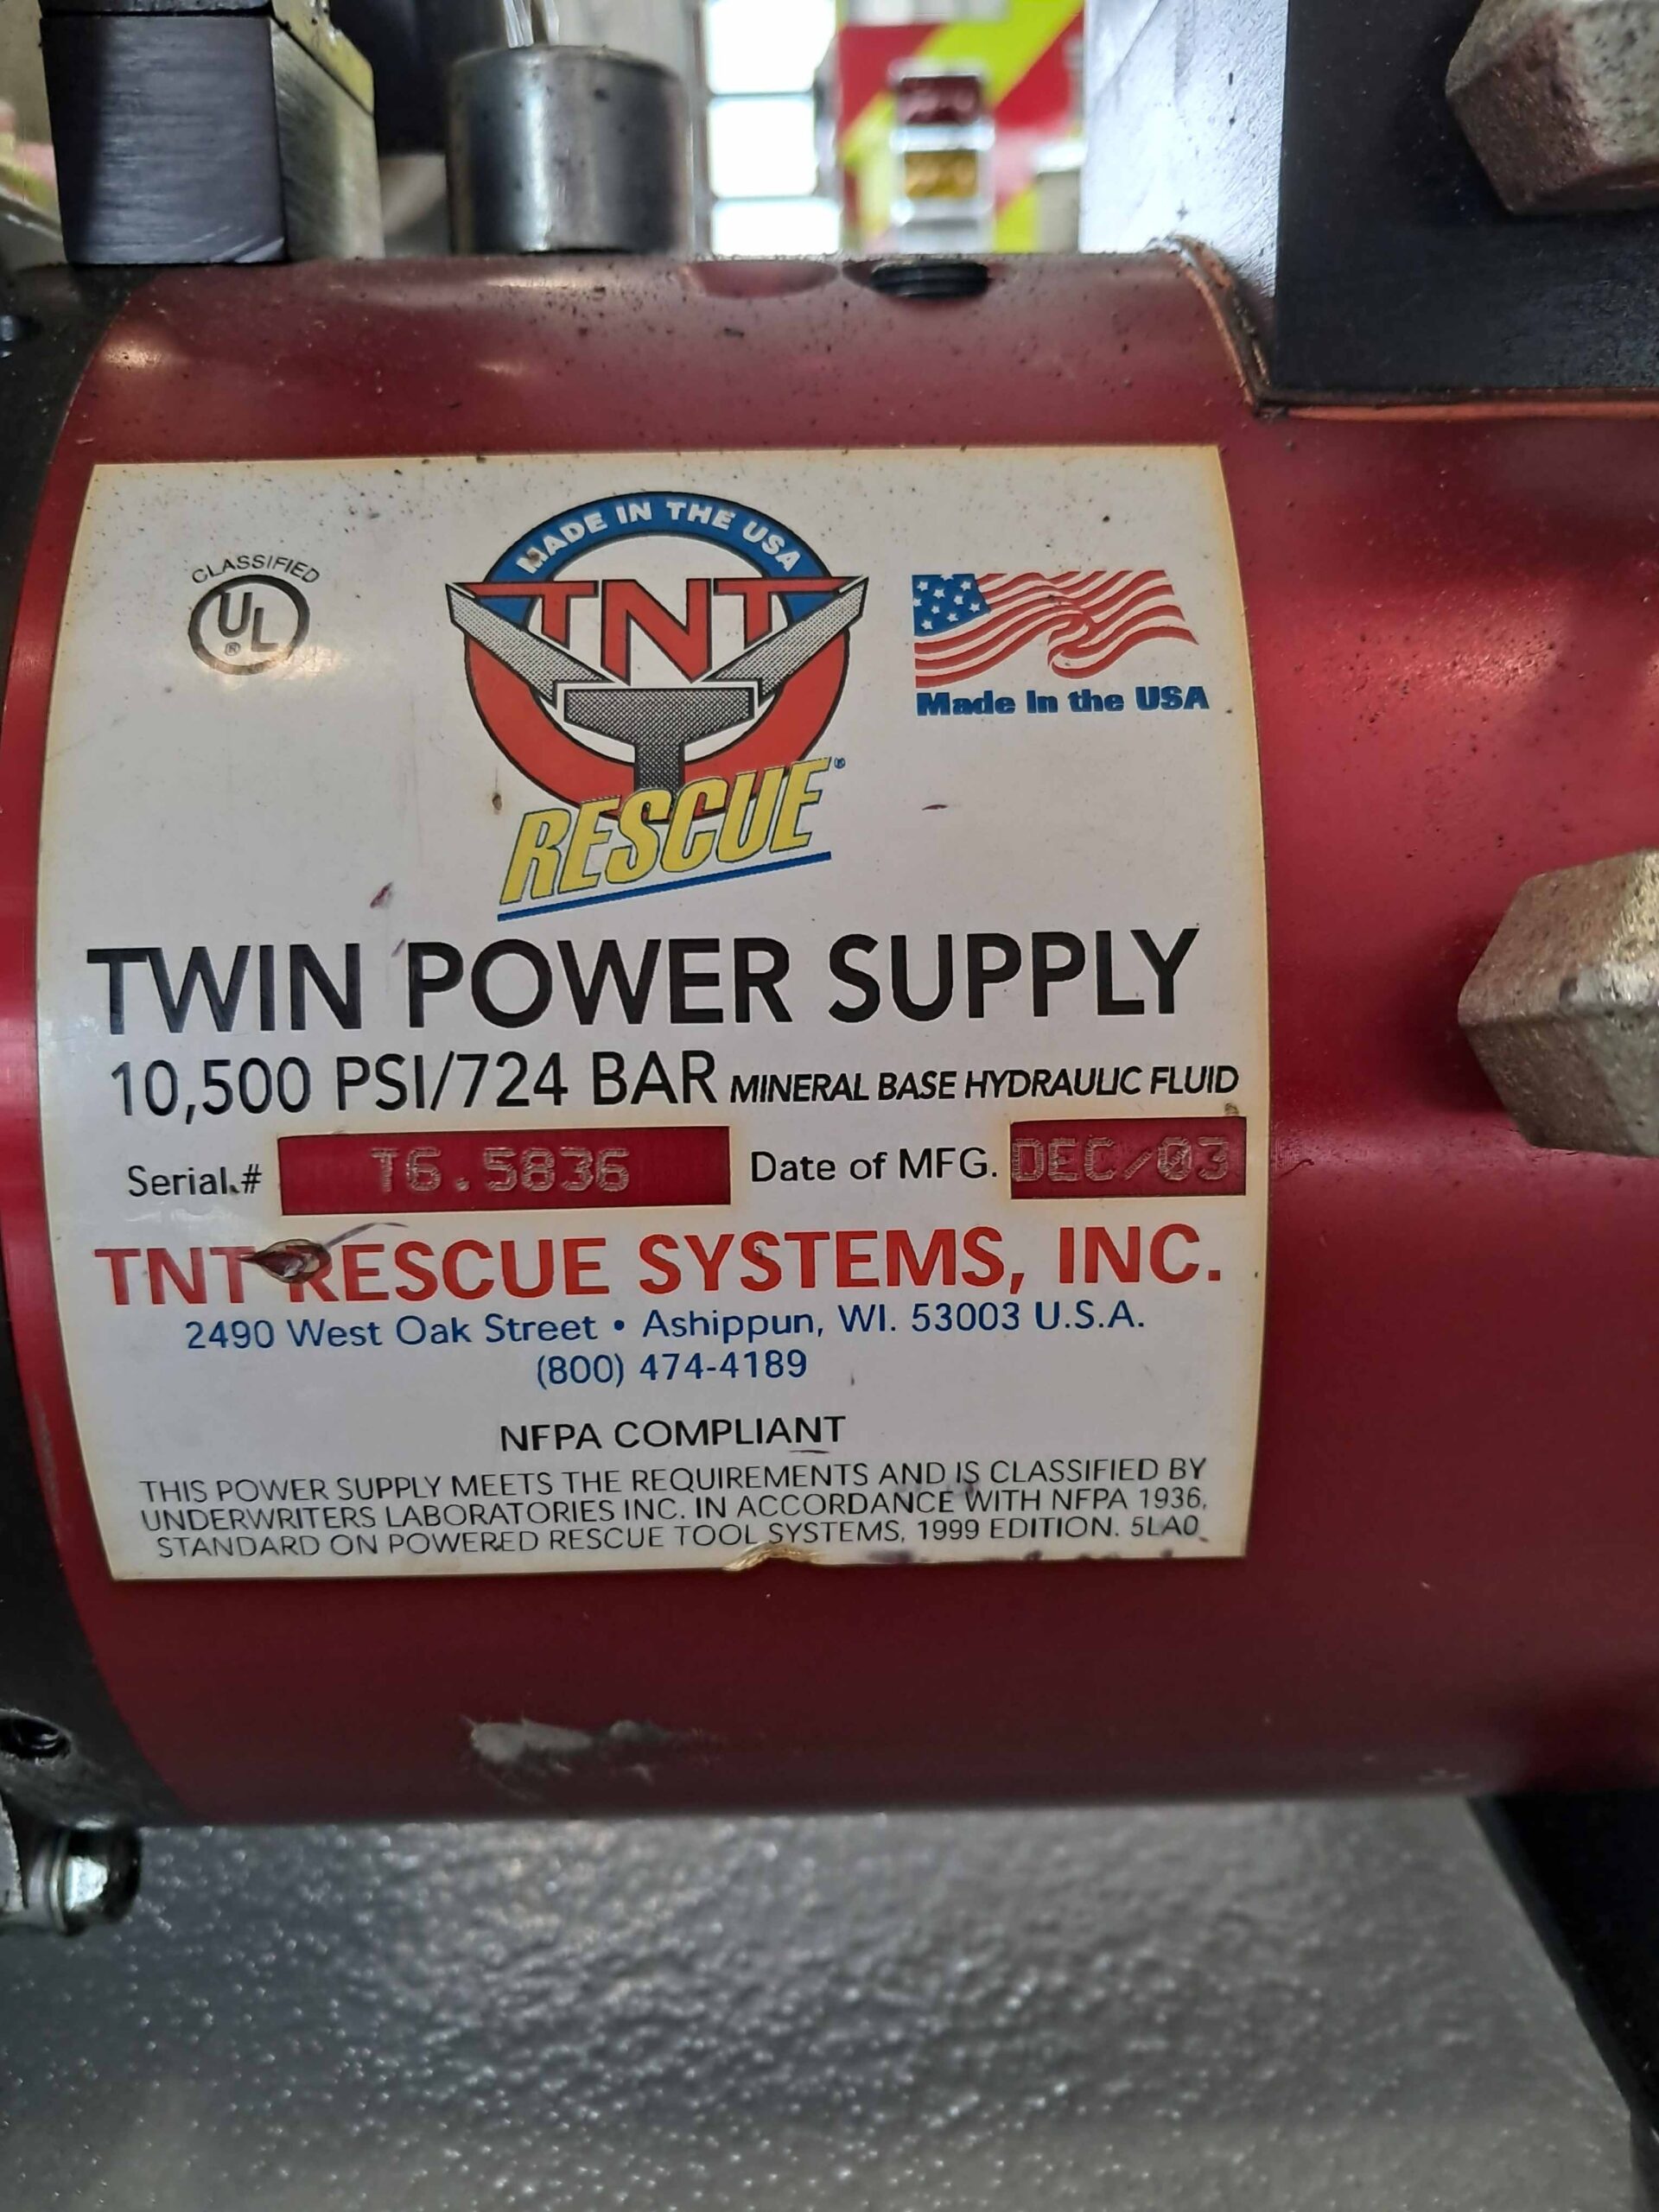 CLASSIFIED
UL
®
MADE IN THE USA
TNT
RESCUE®
Made In the USA
TWIN POWER SUPPLY
10,500 PSI/724 BAR MINERAL BASE HYDRAULIC FLUID
Serial.# T6.5836 Date of MFG. DEC/03
TNT RESCUE SYSTEMS, INC.
2490 West Oak Street • Ashippun, WI. 53003 U.S.A.
(800) 474-4189
NFPA COMPLIANT
THIS POWER SUPPLY MEETS THE REQUIREMENTS AND IS CLASSIFIED BY
UNDERWRITERS LABORATORIES INC. IN ACCORDANCE WITH NFPA 1936,
STANDARD ON POWERED RESCUE TOOL SYSTEMS, 1999 EDITION. 5LA0